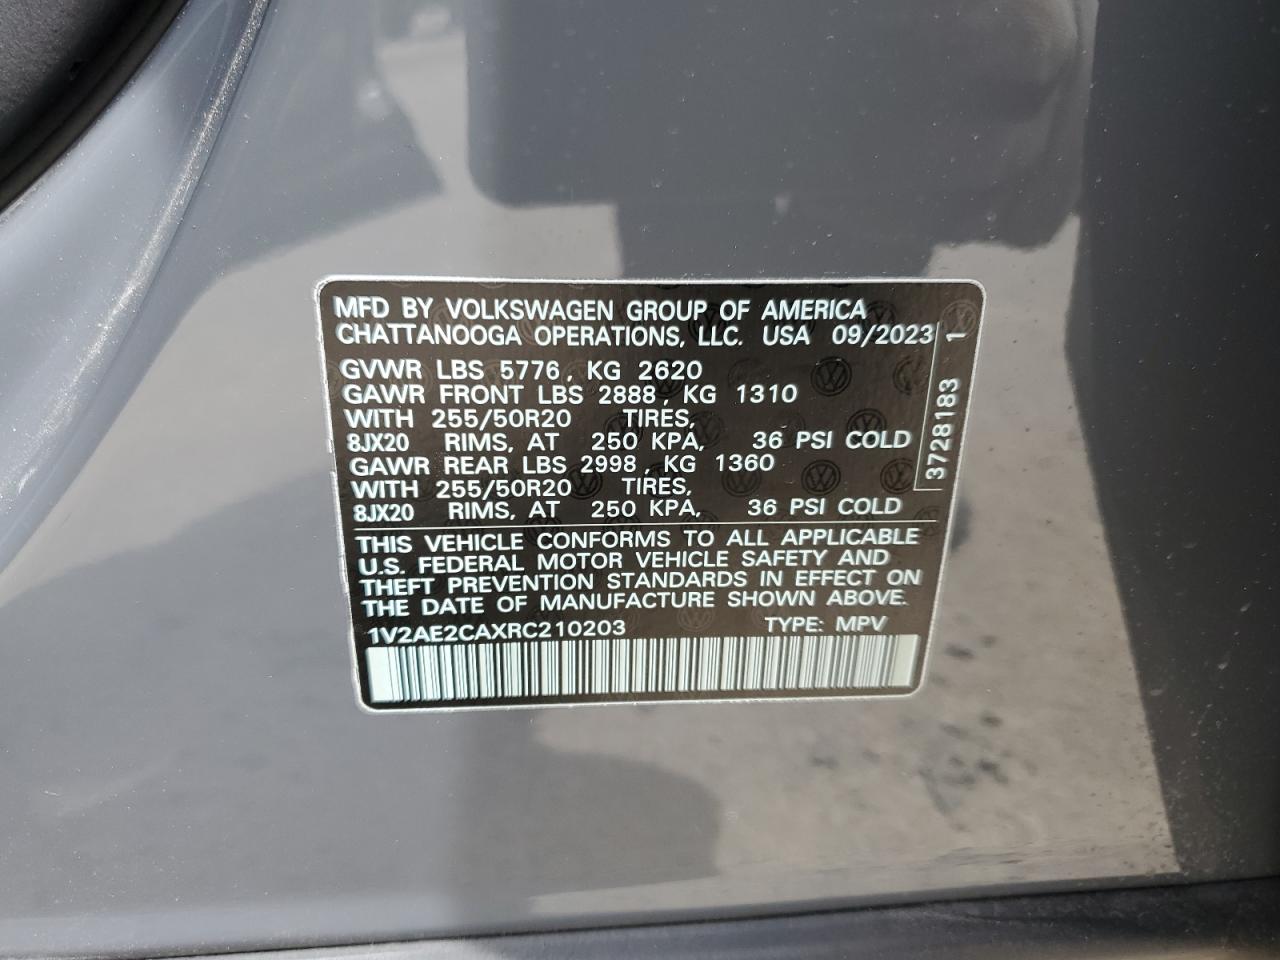 MFD BY VOLKSWAGEN GROUP OF AMERICA
CHATTANOOGA OPERATIONS, LLC. USA 09/2023
GVWR LBS 5776, KG 2620
GAWR FRONT LBS 2888, KG 1310
WITH 255/50R20 TIRES,
8JX20 RIMS, AT 250 KPA, 36 PSI COLD
GAWR REAR LBS 2998, KG 1360
WITH 255/50R20 TIRES,
8JX20 RIMS, AT 250 KPA, 36 PSI COLD
THIS VEHICLE CONFORMS TO ALL APPLICABLE
U.S. FEDERAL MOTOR VEHICLE SAFETY AND
THEFT PREVENTION STANDARDS IN EFFECT ON
THE DATE OF MANUFACTURE SHOWN ABOVE.
1V2AE2CAXRC210203 TYPE: MPV
3728183 1